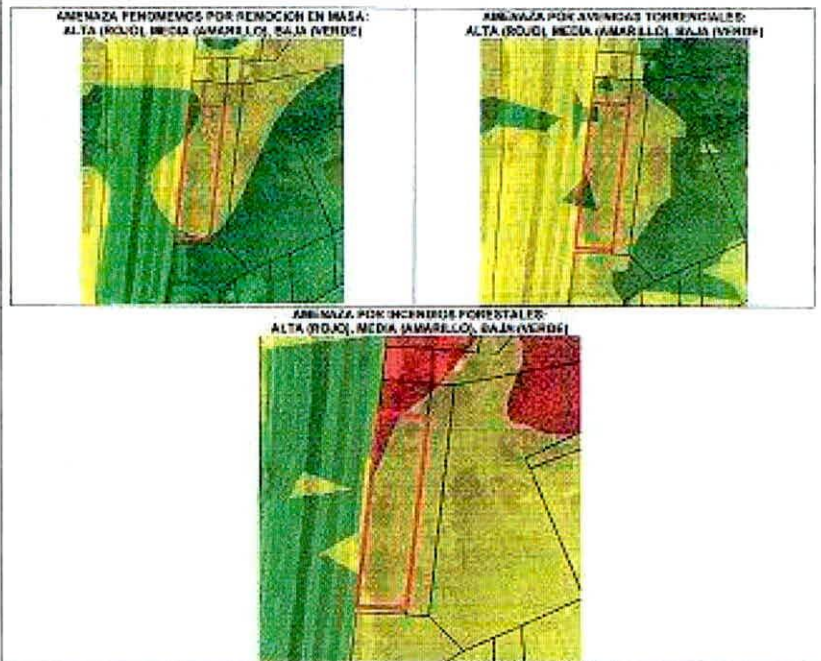 AMENAZA FENOMEMOS POR REMOCION EN MASA:
ALTA (ROJO), MEDIA (AMARILLO), BAJA (VERDE)
AMENAZA POR AVENIDAS TORRENCIALES:
ALTA (ROJO), MEDIA (AMARILLO), BAJA (VERDE)
AMENAZA POR INCENDIOS FORESTALES:
ALTA (ROJO), MEDIA (AMARILLO), BAJA (VERDE)